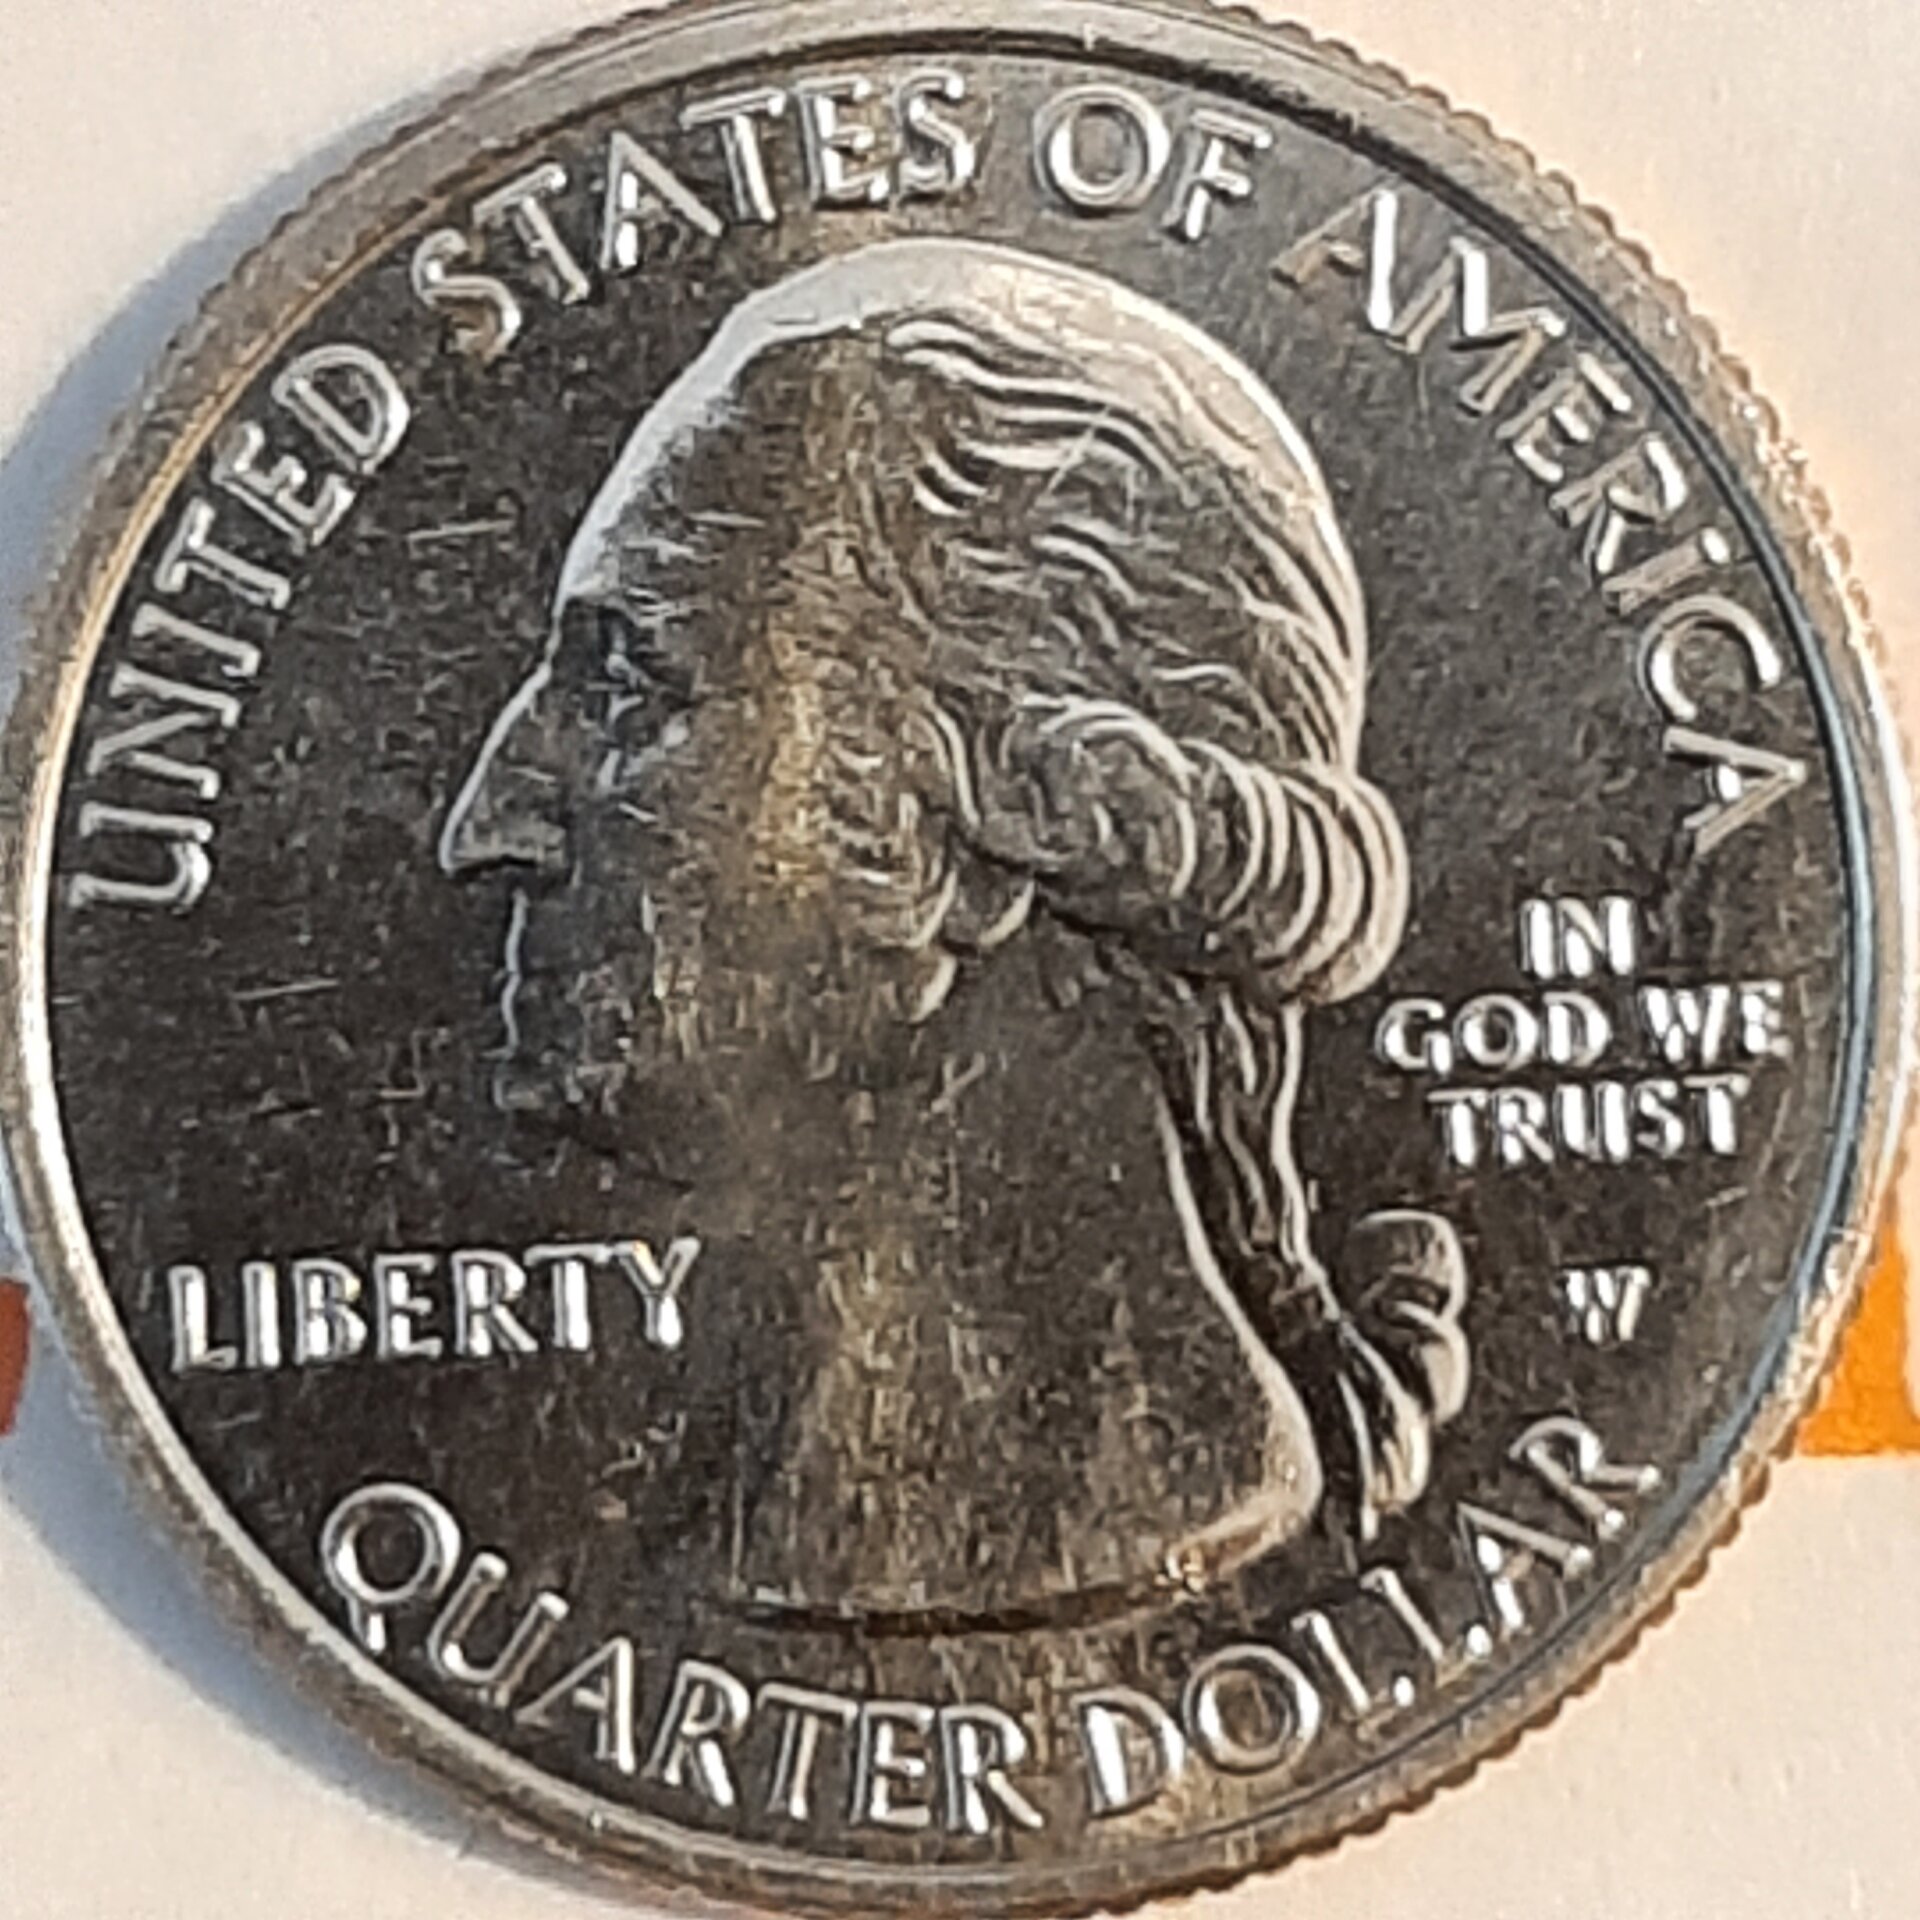 UNITED STATES OF AMERICA
IN
GOD WE
TRUST
LIBERTY
W
QUARTER DOLLAR